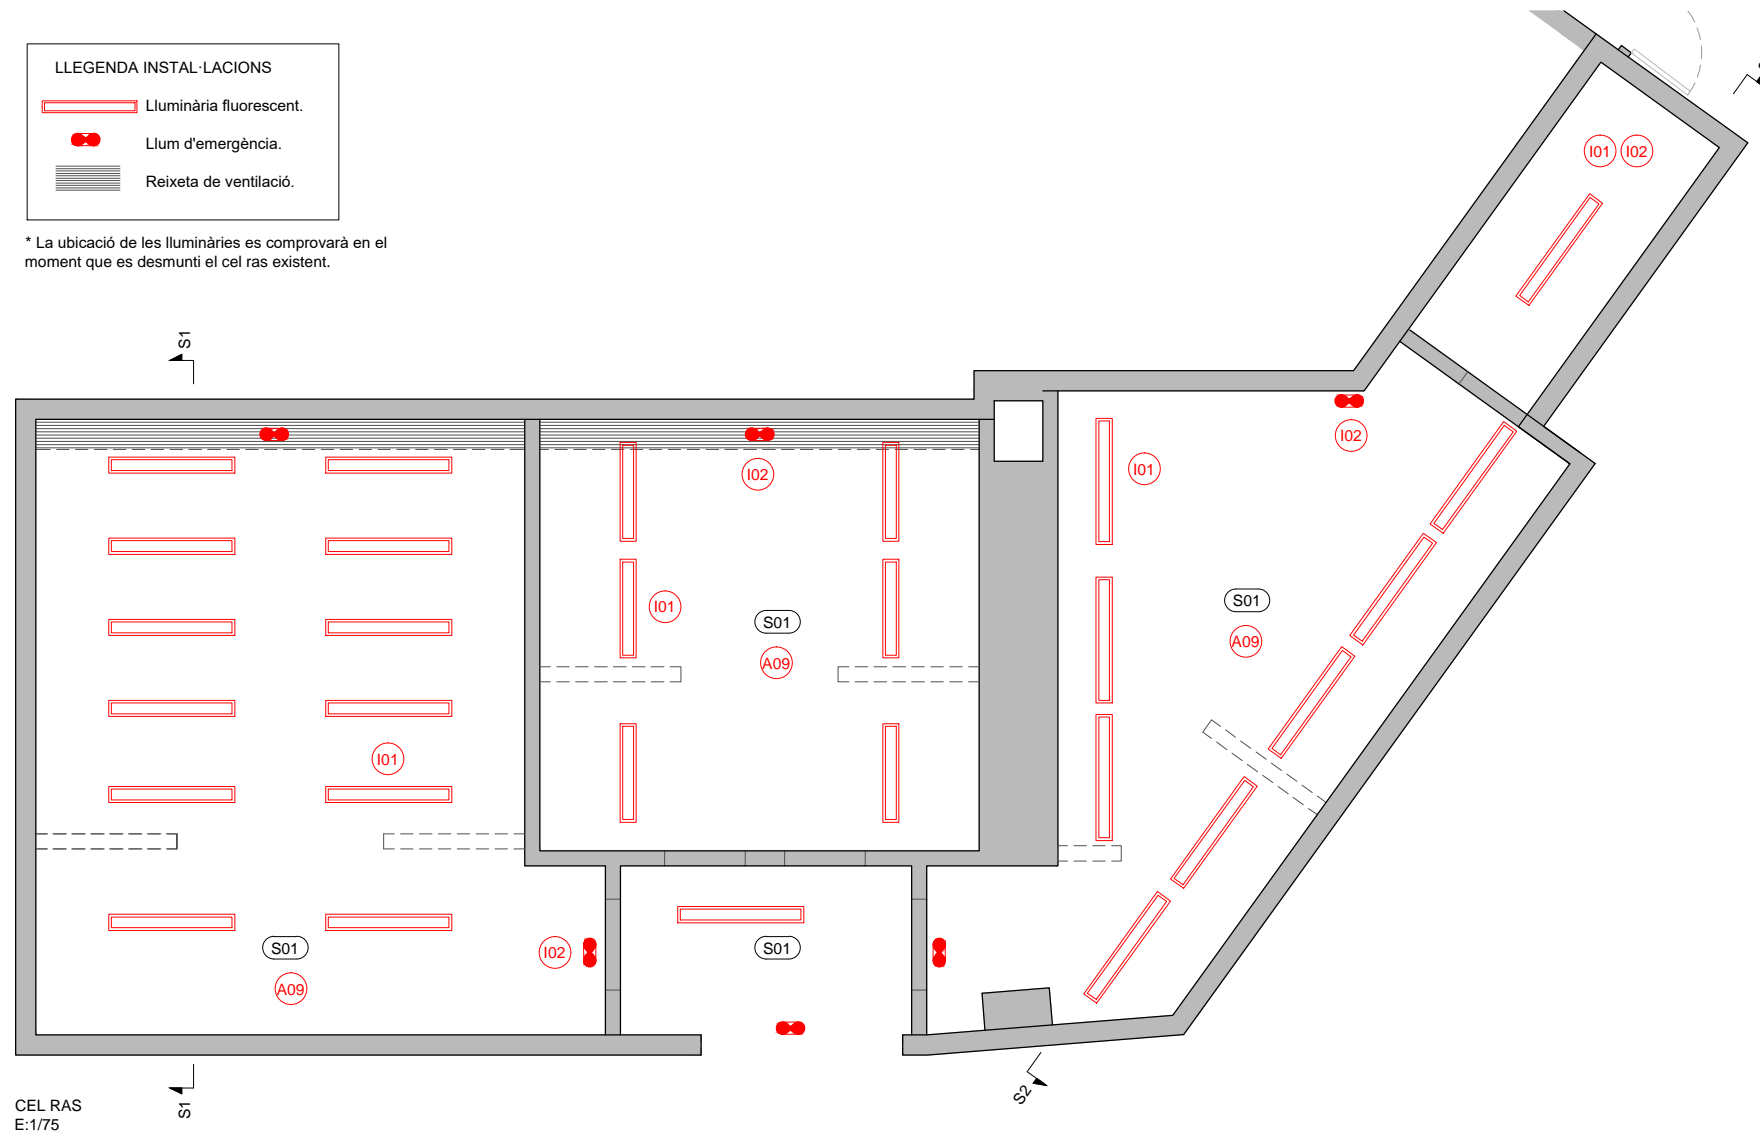 LLEGENDA INSTAL·LACIONS
Lluminària fluorescent.
Llum d'emergència.
Reixeta de ventilació.
* La ubicació de les lluminàries es comprovarà en el
moment que es desmunti el cel ras existent.
I01 I02
S1
I02
I01
I02
I01
S01
A09
S01
A09
I01
S01
A09
I02
S01
S1
S2
CEL RAS
E:1/75